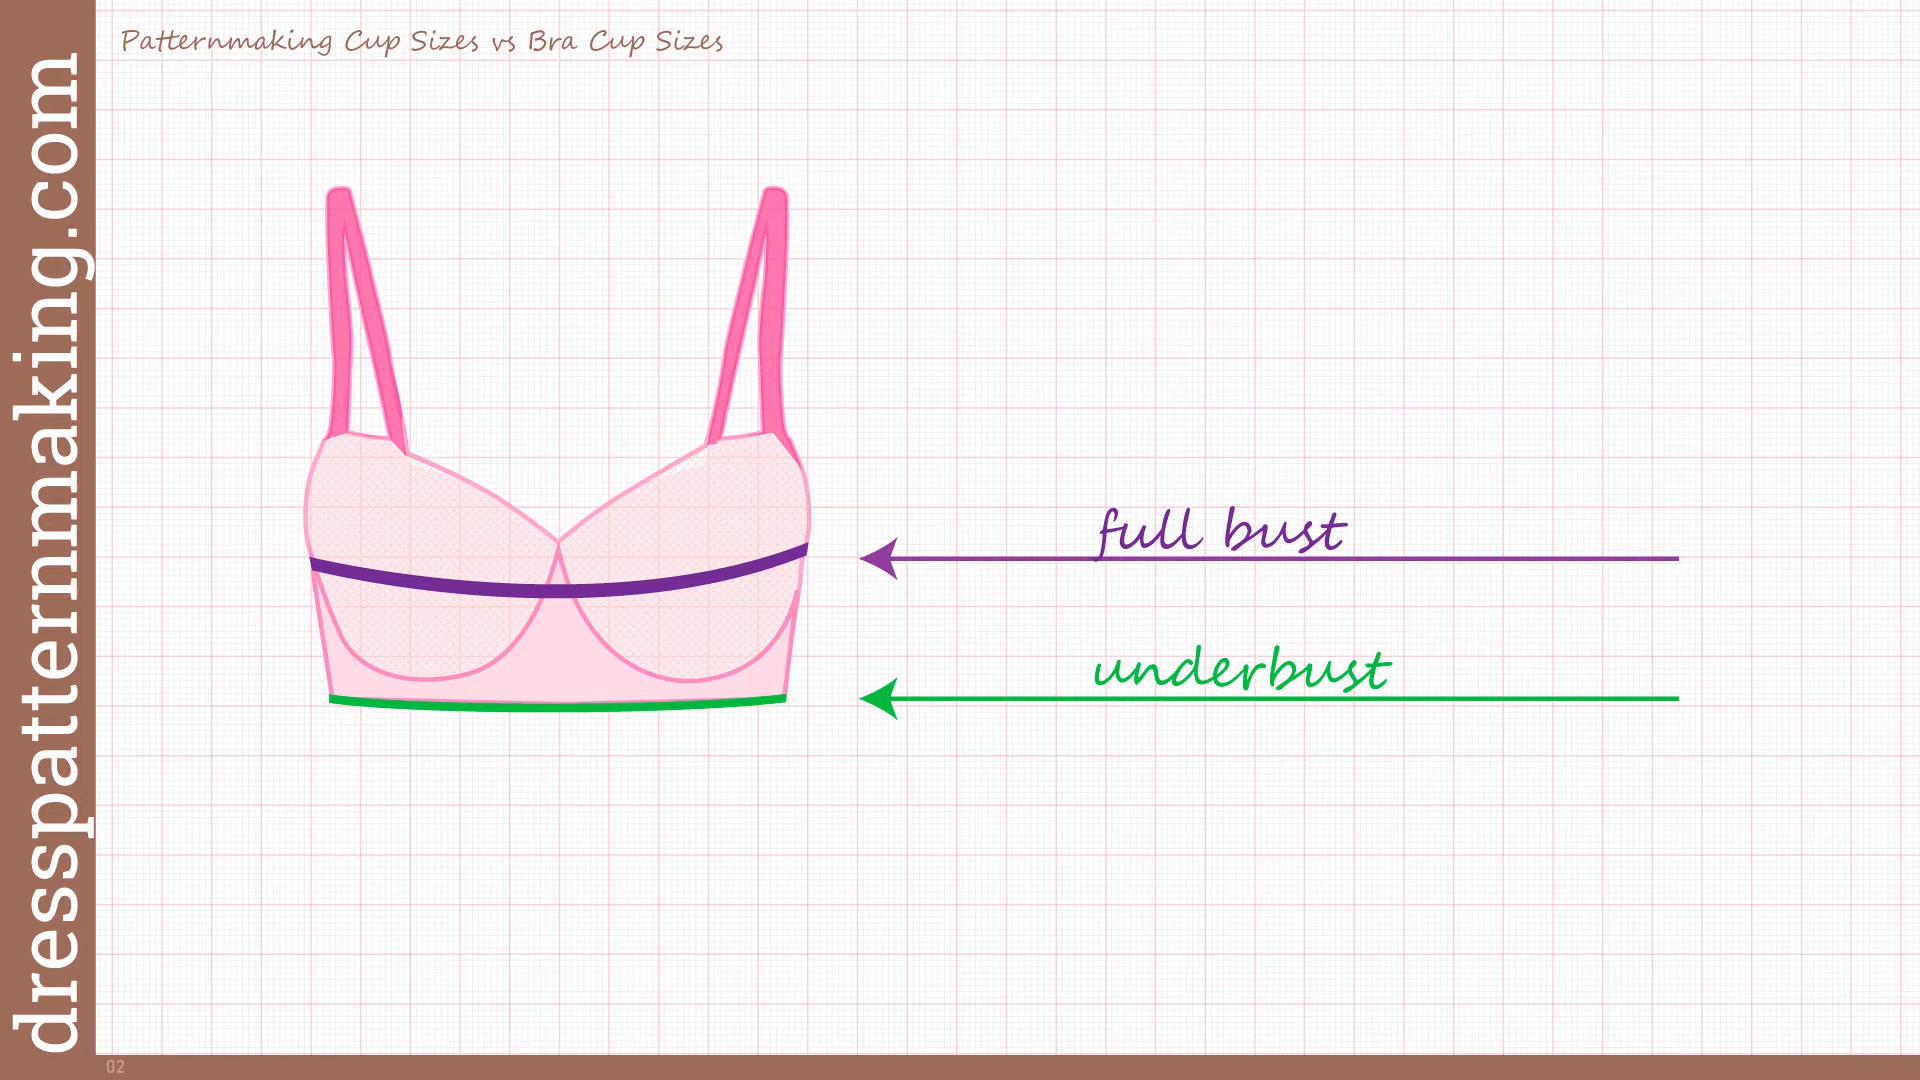 Patternmaking Cup Sizes vs Bra Cup Sizes
dresspatternmaking.com
full bust
underbust
02